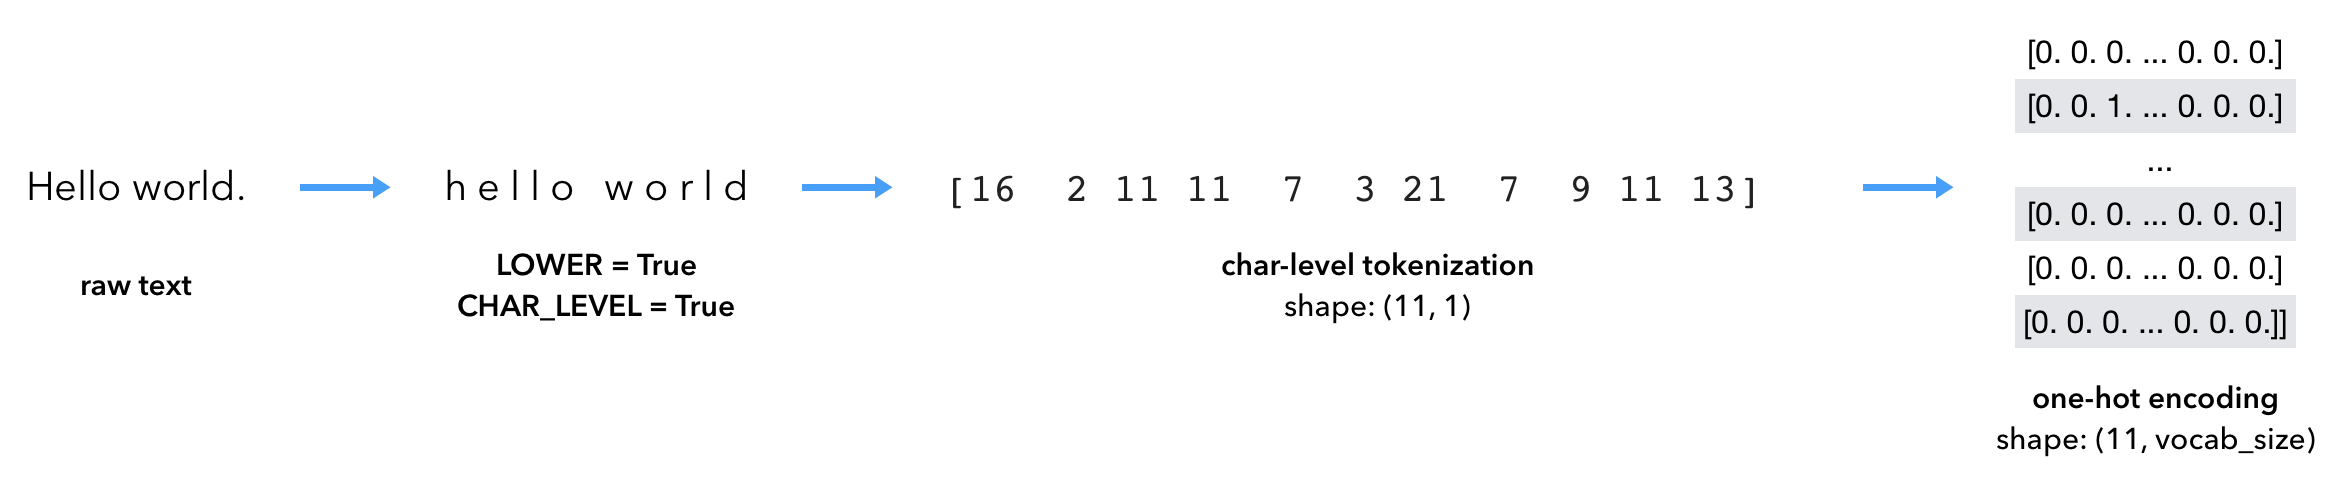 Hello world.
raw text
h e l l o   w o r l d
LOWER = True
CHAR_LEVEL = True
[16  2 11 11  7  3 21  7  9 11 13]
char-level tokenization
shape: (11, 1)
[0. 0. 0. ... 0. 0. 0.]
[0. 0. 1. ... 0. 0. 0.]
...
[0. 0. 0. ... 0. 0. 0.]
[0. 0. 0. ... 0. 0. 0.]
[0. 0. 0. ... 0. 0. 0.]]
one-hot encoding
shape: (11, vocab_size)